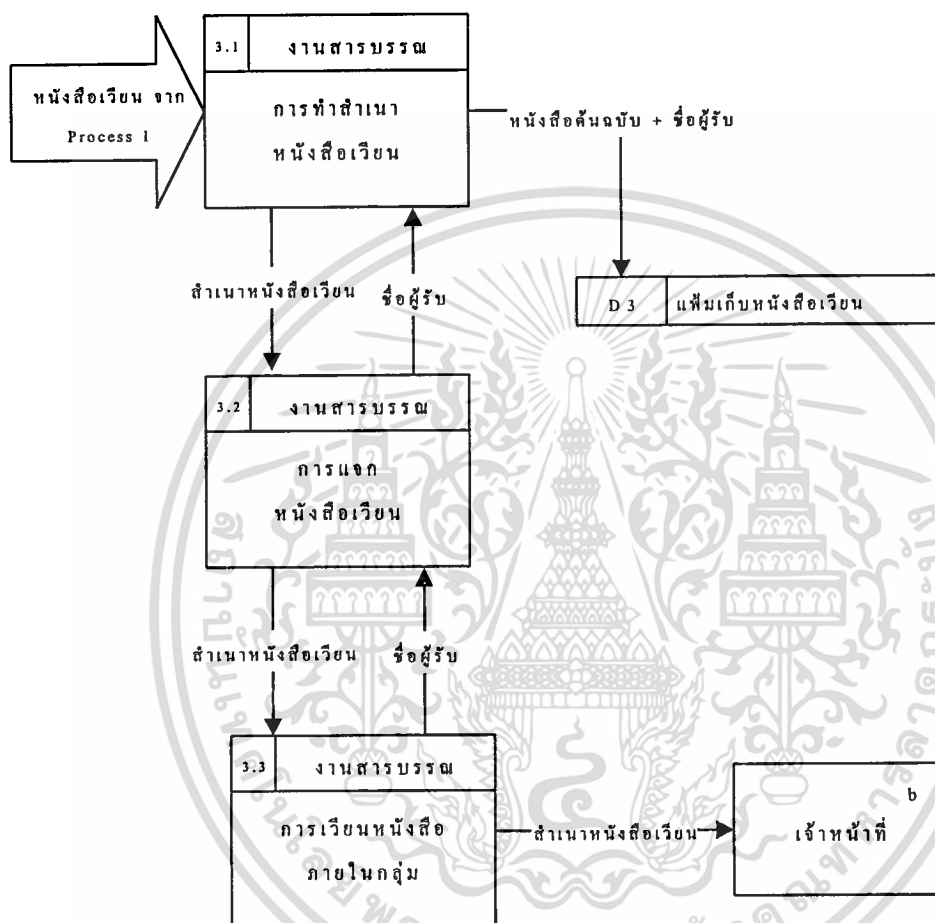 3.1 งานสารบรรณ
หนังสือเวียน จาก
Process 1
การทำสำเนา
หนังสือเวียน
หนังสือต้นฉบับ + ชื่อผู้รับ
สำเนาหนังสือเวียน ชื่อผู้รับ
D 3 แฟ้มเก็บหนังสือเวียน
3.2 งานสารบรรณ
การแจก
หนังสือเวียน
สำเนาหนังสือเวียน ชื่อผู้รับ
3.3 งานสารบรรณ
การเวียนหนังสือ
ภายในกลุ่ม
สำเนาหนังสือเวียน
b
เจ้าหน้าที่